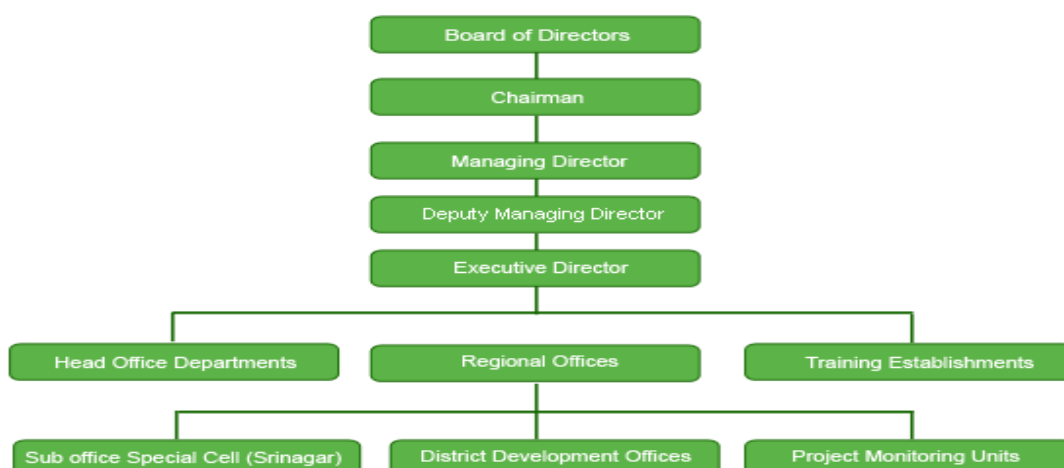 Board of Directors
Chairman
Managing Director
Deputy Managing Director
Executive Director
Head Office Departments
Regional Offices
Training Establishments
Sub office Special Cell (Srinagar)
District Development Offices
Project Monitoring Units